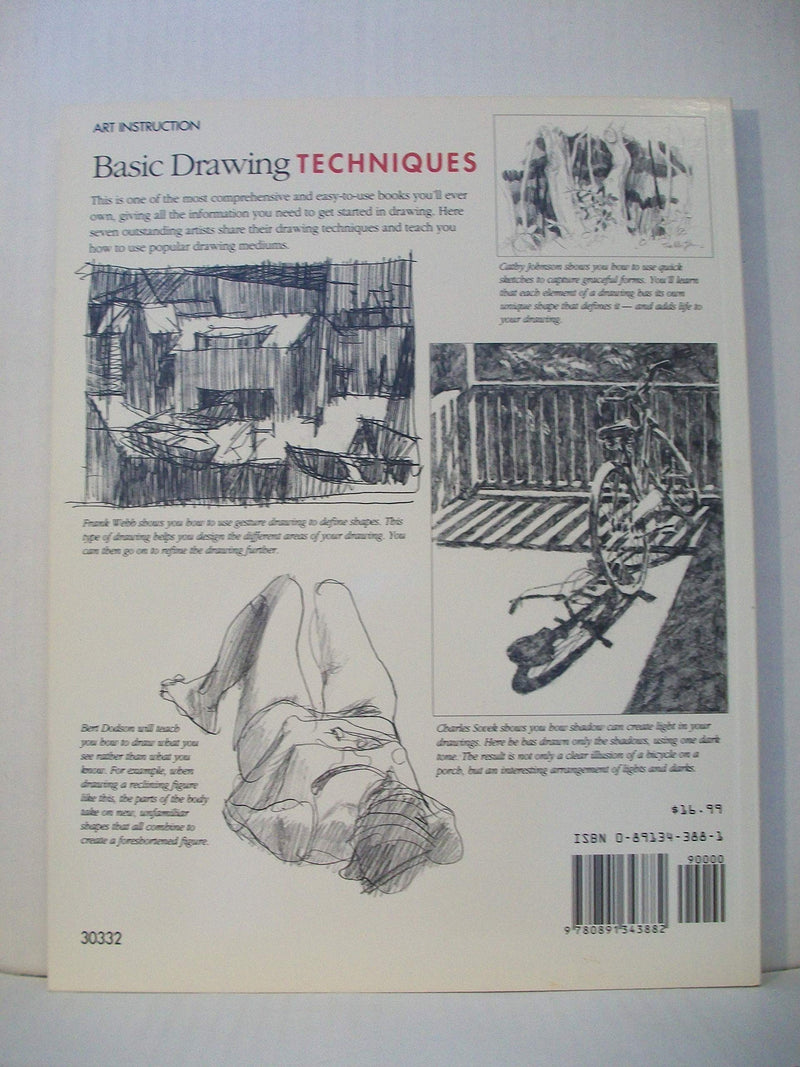 ART INSTRUCTION
Basic Drawing TECHNIQUES
This is one of the most comprehensive and easy-to-use books you'll ever
own, giving all the information you need to get started in drawing. Here
seven outstanding artists share their drawing techniques and teach you
how to use popular drawing mediums.
Cathy Johnson shows you how to use quick
sketches to capture graceful forms. You'll learn
that each element of a drawing has its own
unique shape that defines it — and adds life to
your drawing.
Frank Webb shows you how to use gesture drawing to define shapes. This
type of drawing helps you design the different areas of your drawing. You
can then go on to refine the drawing further.
Bert Dodson will teach
you how to draw what you
see rather than what you
know. For example, when
drawing a reclining figure
like this, the parts of the body
take on new, unfamiliar
shapes that all combine to
create a foreshortened figure.
Charles Sovek shows you how shadow can create light in your
drawings. Here he has drawn only the shadows, using one dark
tone. The result is not only a clear illusion of a bicycle on a
porch, but an interesting arrangement of lights and darks.
$16.99
ISBN 0-89134-388-1
90000
9 780891 343882
30332